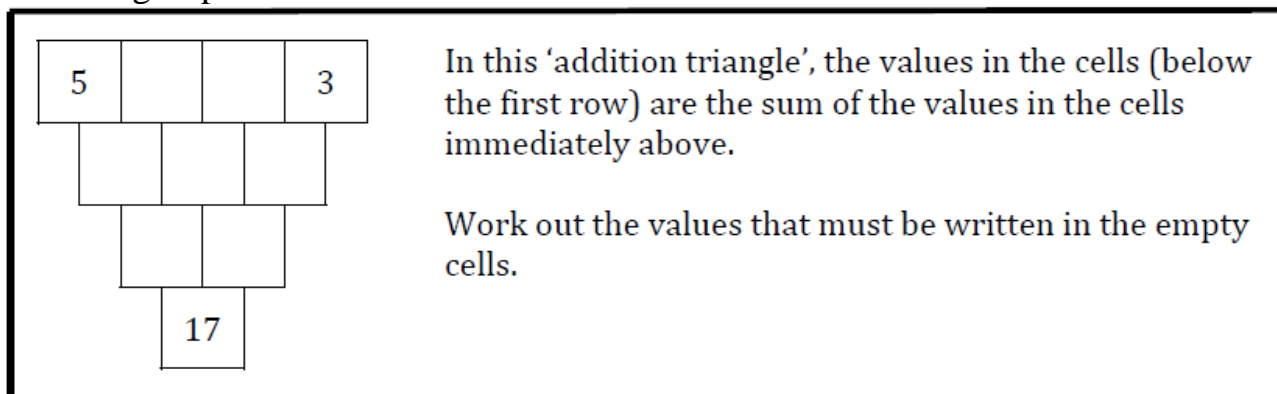 5 3
In this ‘addition triangle’, the values in the cells (below
the first row) are the sum of the values in the cells
immediately above.
Work out the values that must be written in the empty
cells.
17